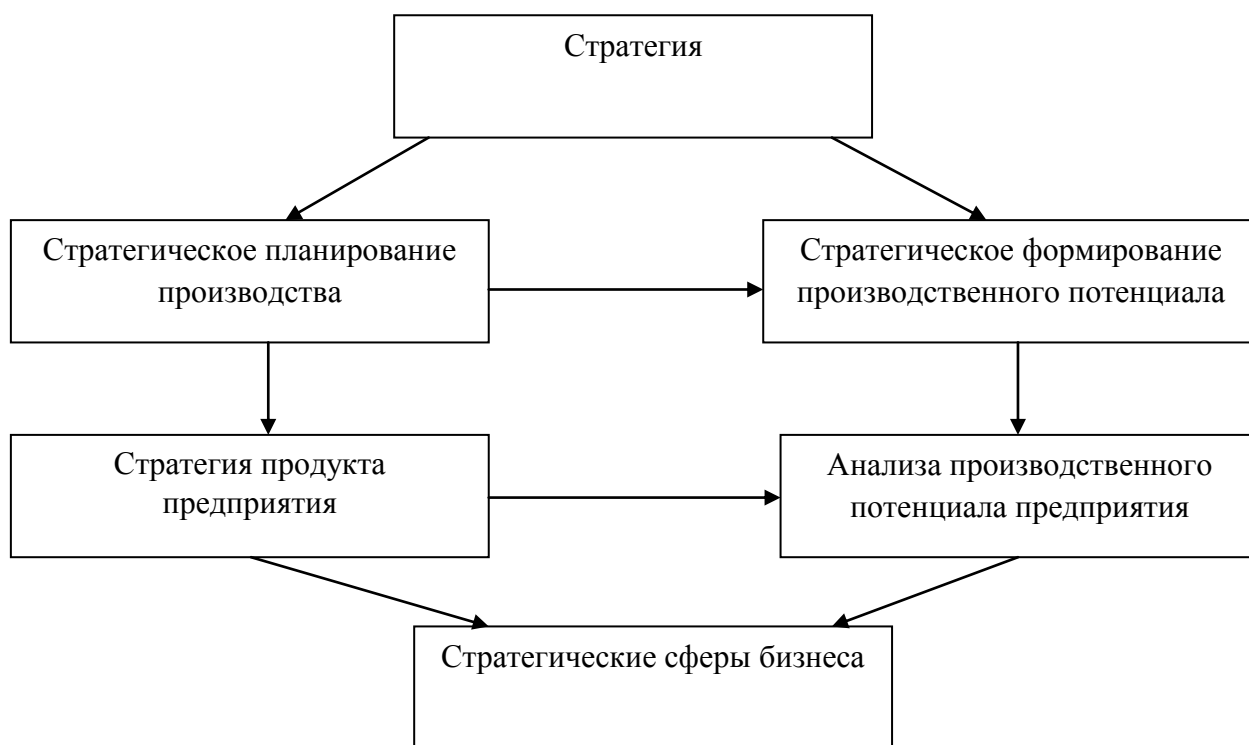 Стратегия
Стратегическое планирование
производства
Стратегическое формирование
производственного потенциала
Стратегия продукта
предприятия
Анализа производственного
потенциала предприятия
Стратегические сферы бизнеса